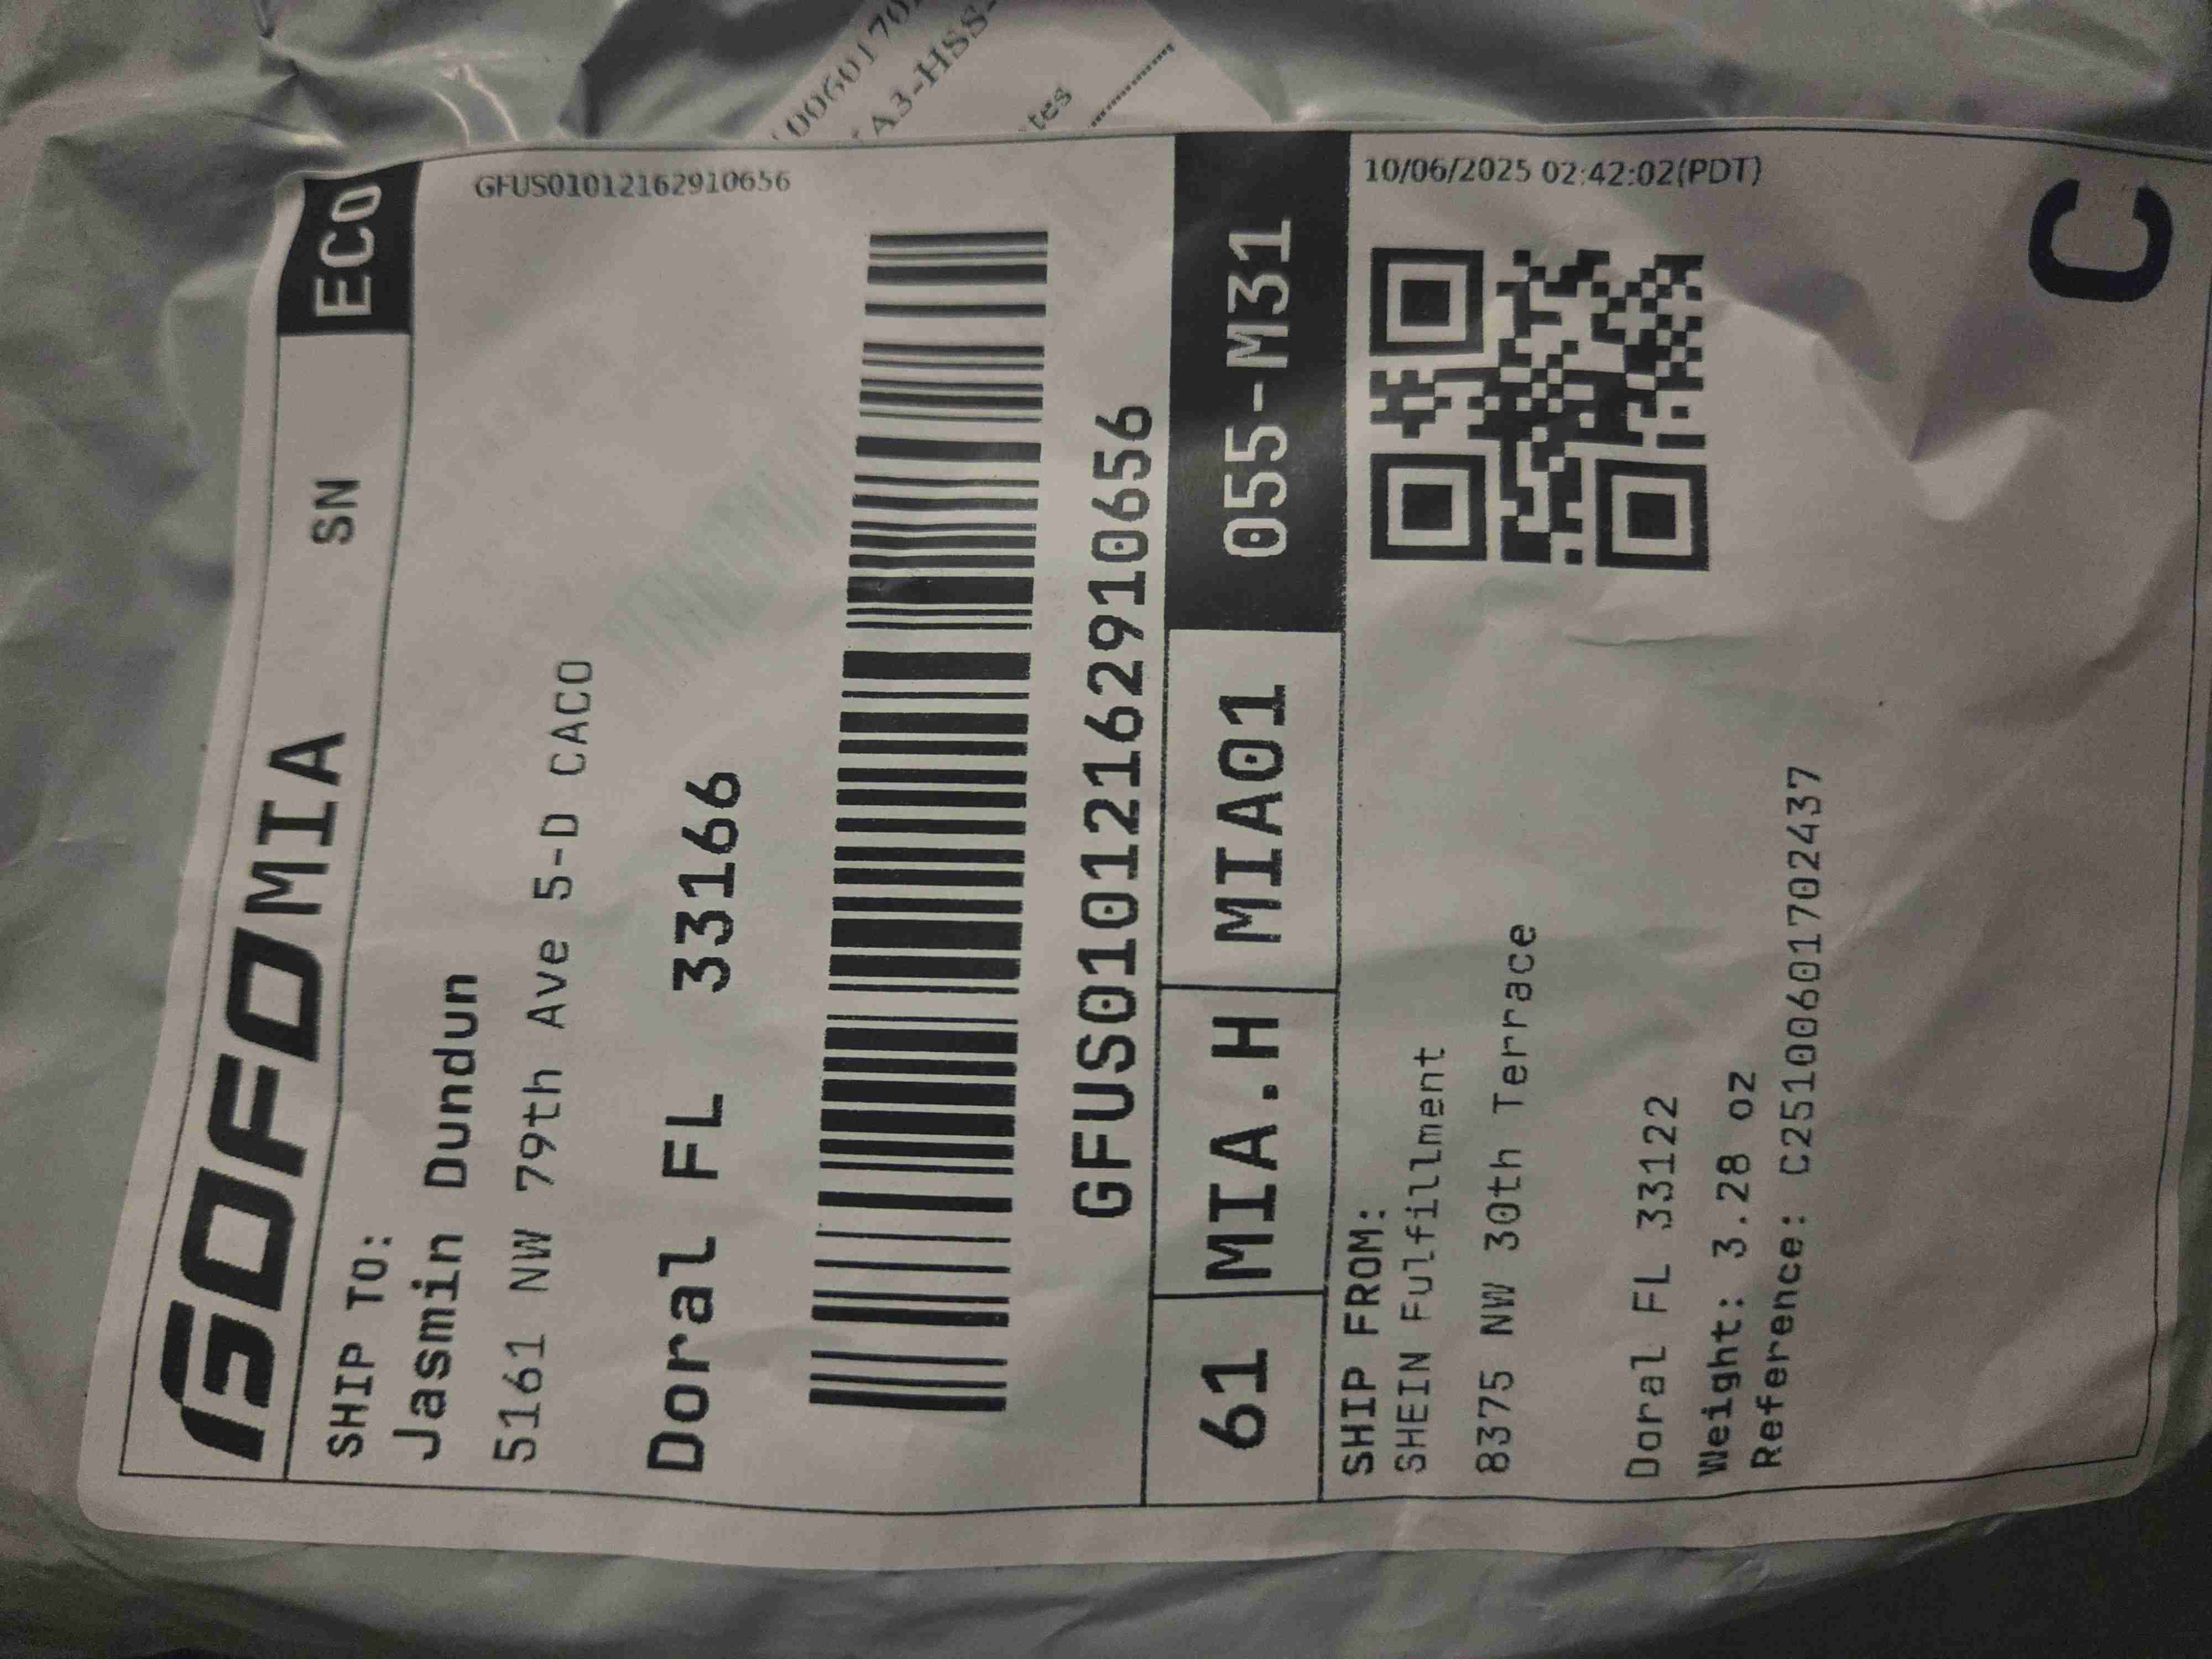 GOFO MIA SN ECO
GFUS01012162910656
SHIP TO:
Jasmin Dundun
5161 NW 79th Ave 5-D CACO
Doral FL 33166
GFUS01012162910656
61 MIA.H MIA01 055-M31
10/06/2025 02:42:02(PDT)
SHIP FROM:
SHEIN Fulfillment
8375 NW 30th Terrace
Doral FL 33122
Weight: 3.28 oz
Reference: C2510060170702437
C